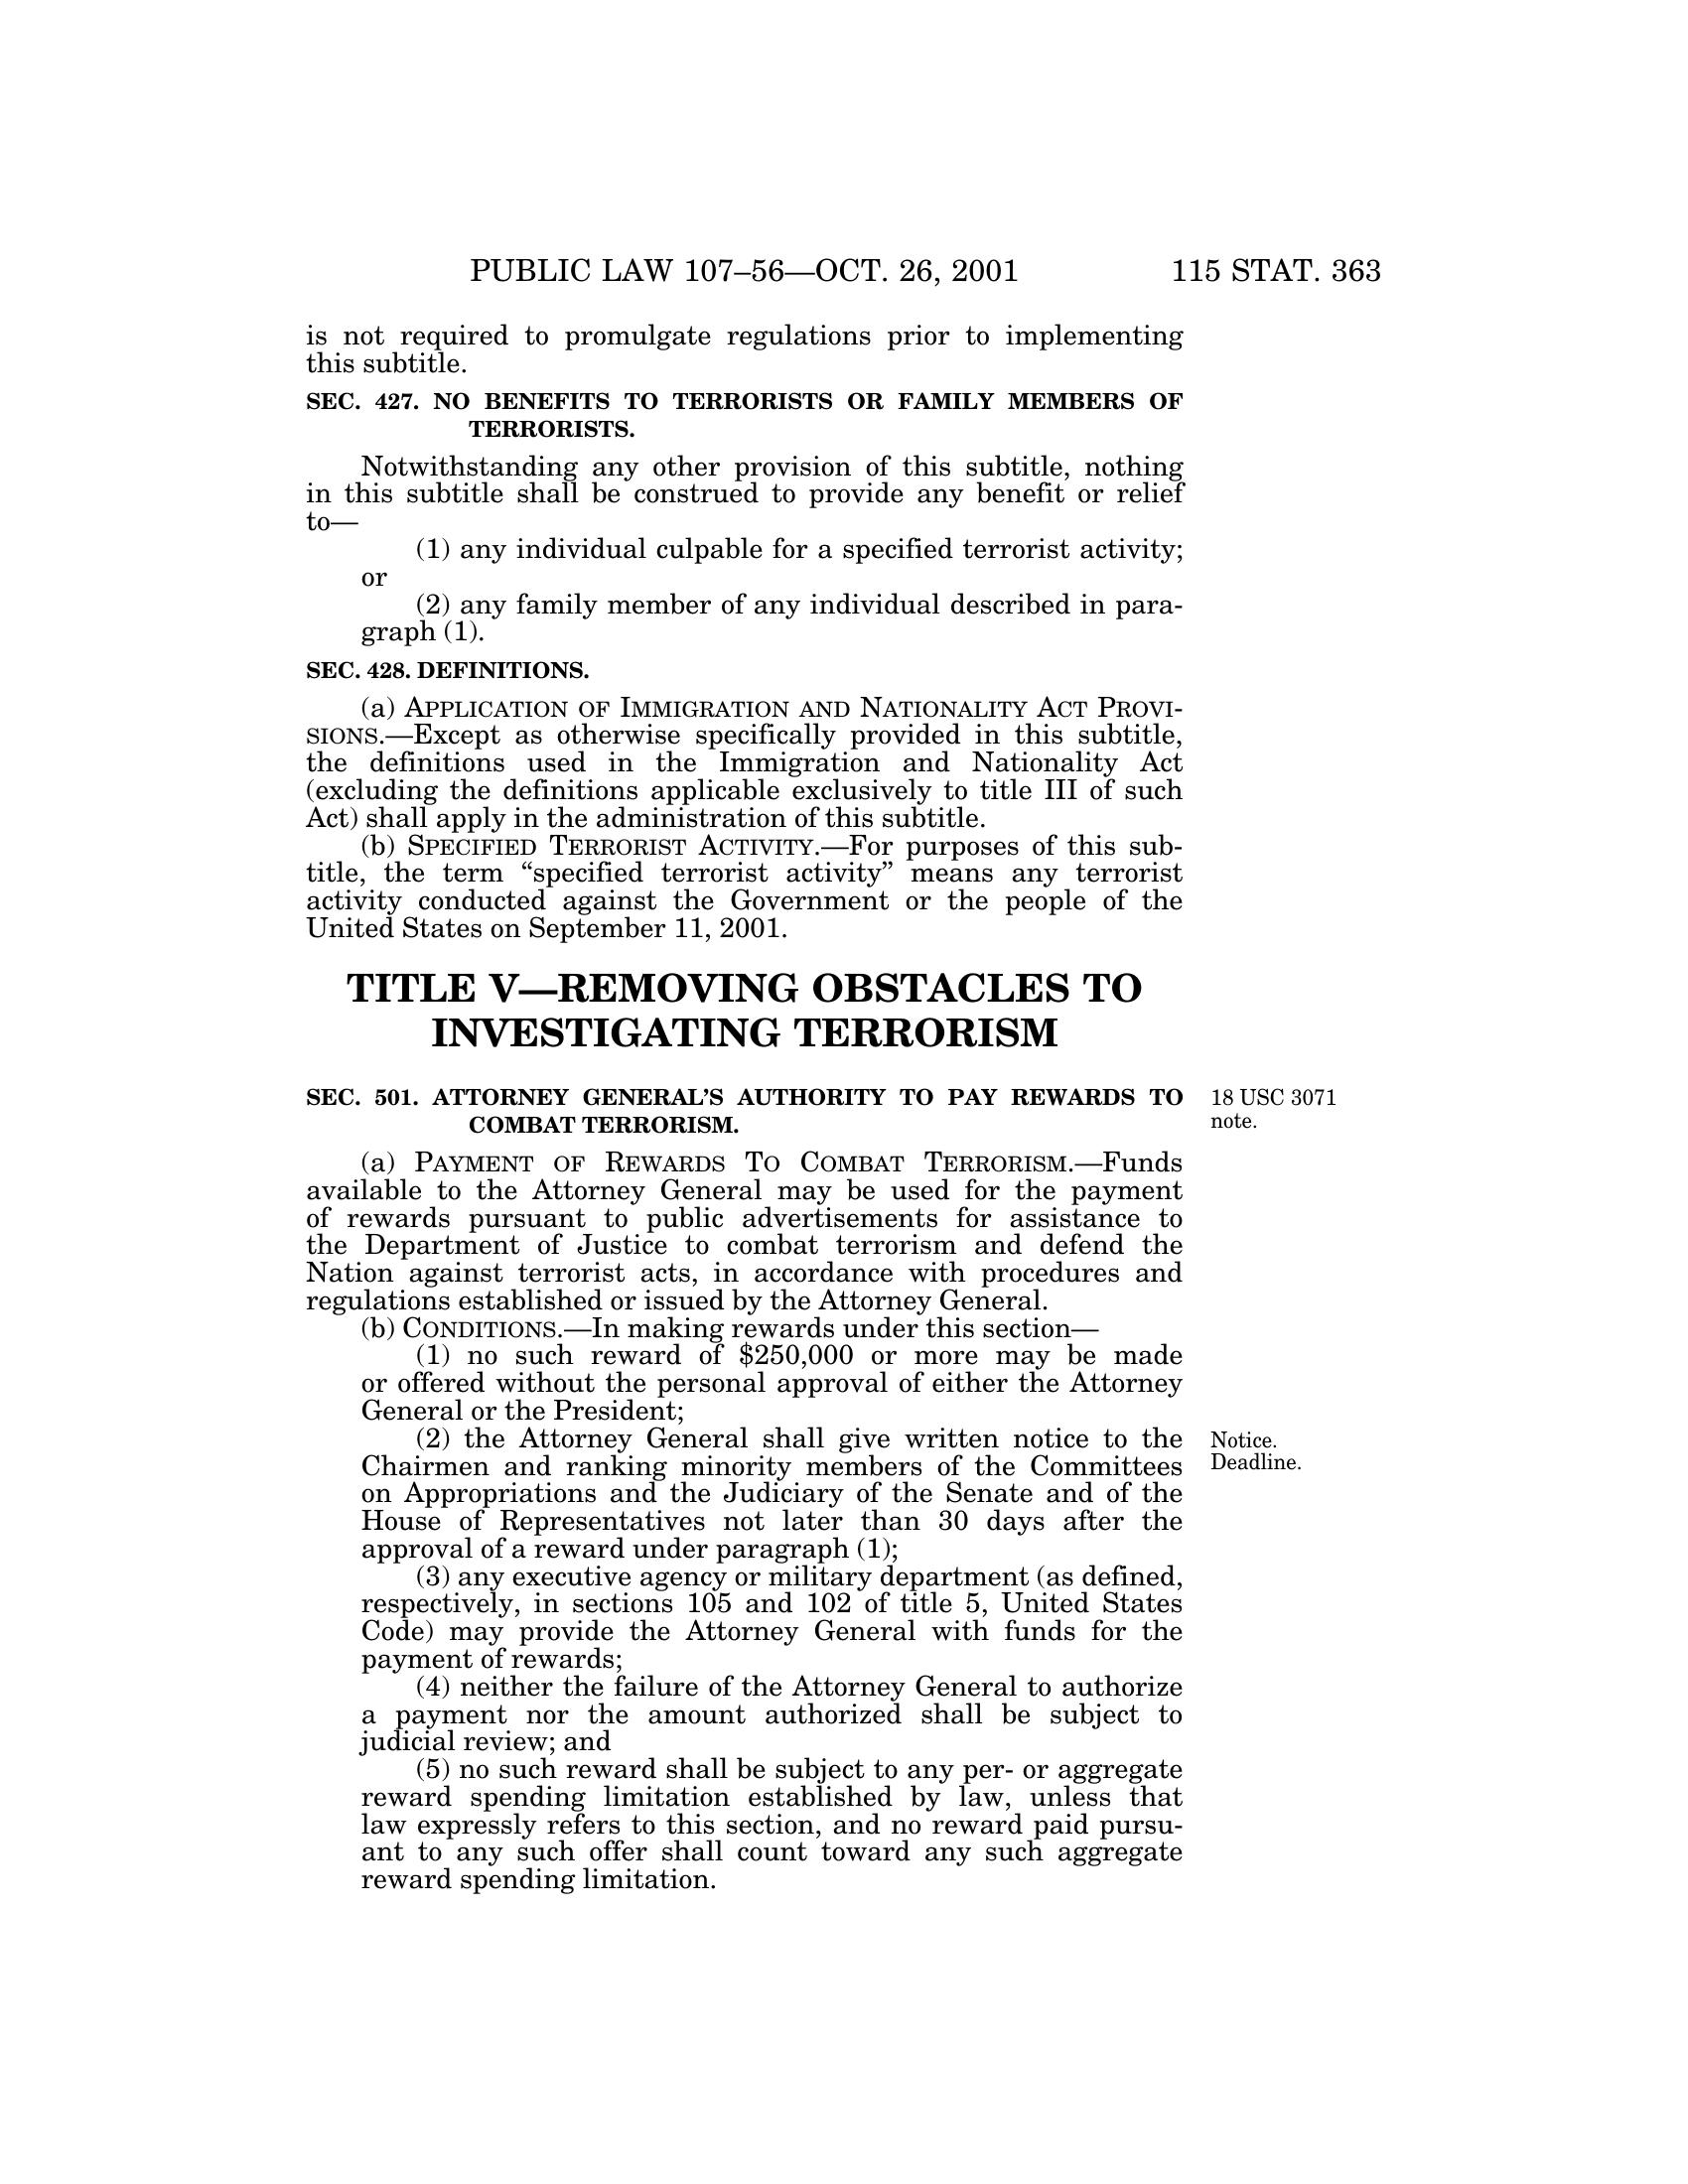 PUBLIC LAW 107–56—OCT. 26, 2001 115 STAT. 363
is not required to promulgate regulations prior to implementing
this subtitle.
SEC. 427. NO BENEFITS TO TERRORISTS OR FAMILY MEMBERS OF
TERRORISTS.
Notwithstanding any other provision of this subtitle, nothing
in this subtitle shall be construed to provide any benefit or relief
to—
(1) any individual culpable for a specified terrorist activity;
or
(2) any family member of any individual described in para-
graph (1).
SEC. 428. DEFINITIONS.
(a) APPLICATION OF IMMIGRATION AND NATIONALITY ACT PROVI-
SIONS.—Except as otherwise specifically provided in this subtitle,
the definitions used in the Immigration and Nationality Act
(excluding the definitions applicable exclusively to title III of such
Act) shall apply in the administration of this subtitle.
(b) SPECIFIED TERRORIST ACTIVITY.—For purposes of this sub-
title, the term “specified terrorist activity” means any terrorist
activity conducted against the Government or the people of the
United States on September 11, 2001.
TITLE V—REMOVING OBSTACLES TO
INVESTIGATING TERRORISM
SEC. 501. ATTORNEY GENERAL’S AUTHORITY TO PAY REWARDS TO
COMBAT TERRORISM.
18 USC 3071
note.
(a) PAYMENT OF REWARDS TO COMBAT TERRORISM.—Funds
available to the Attorney General may be used for the payment
of rewards pursuant to public advertisements for assistance to
the Department of Justice to combat terrorism and defend the
Nation against terrorist acts, in accordance with procedures and
regulations established or issued by the Attorney General.
(b) CONDITIONS.—In making rewards under this section—
(1) no such reward of $250,000 or more may be made
or offered without the personal approval of either the Attorney
General or the President;
(2) the Attorney General shall give written notice to the
Chairmen and ranking minority members of the Committees
on Appropriations and the Judiciary of the Senate and of the
House of Representatives not later than 30 days after the
approval of a reward under paragraph (1);
Notice.
Deadline.
(3) any executive agency or military department (as defined,
respectively, in sections 105 and 102 of title 5, United States
Code) may provide the Attorney General with funds for the
payment of rewards;
(4) neither the failure of the Attorney General to authorize
a payment nor the amount authorized shall be subject to
judicial review; and
(5) no such reward shall be subject to any per- or aggregate
reward spending limitation established by law, unless that
law expressly refers to this section, and no reward paid pursu-
ant to any such offer shall count toward any such aggregate
reward spending limitation.